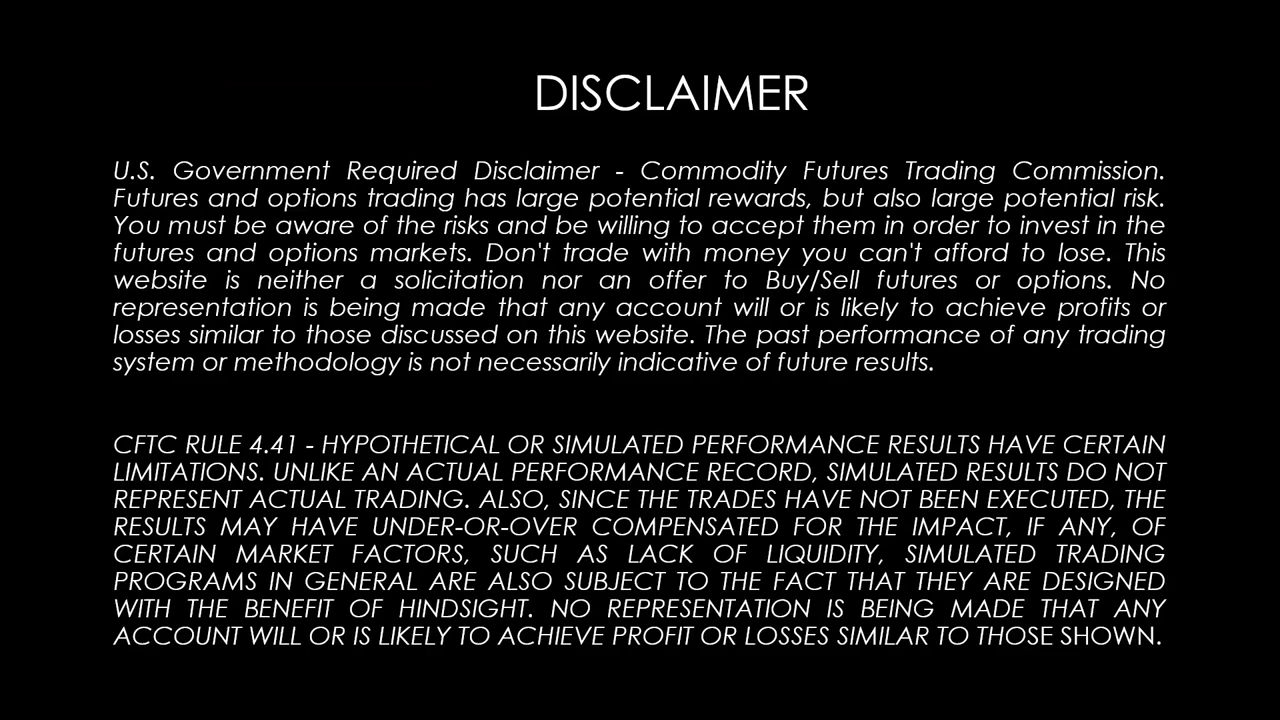 DISCLAIMER
U.S. Government Required Disclaimer - Commodity Futures Trading Commission.
Futures and options trading has large potential rewards, but also large potential risk.
You must be aware of the risks and be willing to accept them in order to invest in the
futures and options markets. Don't trade with money you can't afford to lose. This
website is neither a solicitation nor an offer to Buy/Sell futures or options. No
representation is being made that any account will or is likely to achieve profits or
losses similar to those discussed on this website. The past performance of any trading
system or methodology is not necessarily indicative of future results.
CFTC RULE 4.41 - HYPOTHETICAL OR SIMULATED PERFORMANCE RESULTS HAVE CERTAIN
LIMITATIONS. UNLIKE AN ACTUAL PERFORMANCE RECORD, SIMULATED RESULTS DO NOT
REPRESENT ACTUAL TRADING. ALSO, SINCE THE TRADES HAVE NOT BEEN EXECUTED, THE
RESULTS MAY HAVE UNDER-OR-OVER COMPENSATED FOR THE IMPACT, IF ANY, OF
CERTAIN MARKET FACTORS, SUCH AS LACK OF LIQUIDITY, SIMULATED TRADING
PROGRAMS IN GENERAL ARE ALSO SUBJECT TO THE FACT THAT THEY ARE DESIGNED
WITH THE BENEFIT OF HINDSIGHT. NO REPRESENTATION IS BEING MADE THAT ANY
ACCOUNT WILL OR IS LIKELY TO ACHIEVE PROFIT OR LOSSES SIMILAR TO THOSE SHOWN.